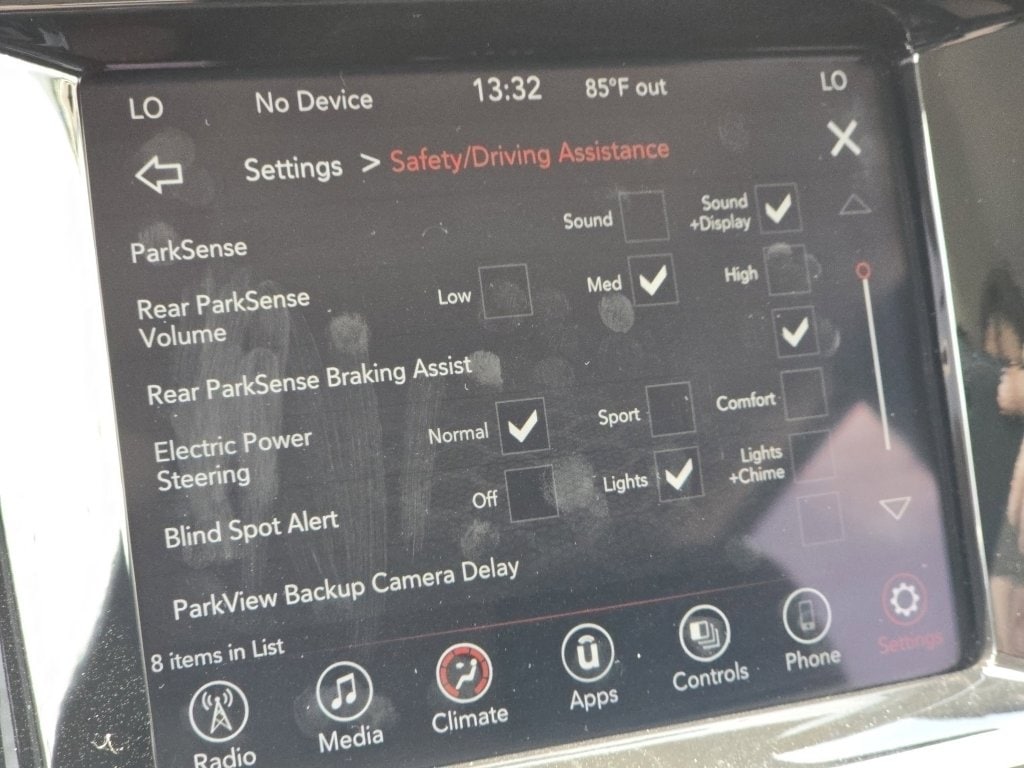 LO No Device 13:32 85°F out LO
Settings > Safety/Driving Assistance X
ParkSense Sound Sound
+Display
Rear ParkSense
Volume Low Med High
Rear ParkSense Braking Assist
Electric Power
Steering Normal Sport Comfort
Blind Spot Alert Off Lights Lights
+Chime
ParkView Backup Camera Delay
8 items in List
Radio Media Climate Apps Controls Phone Settings